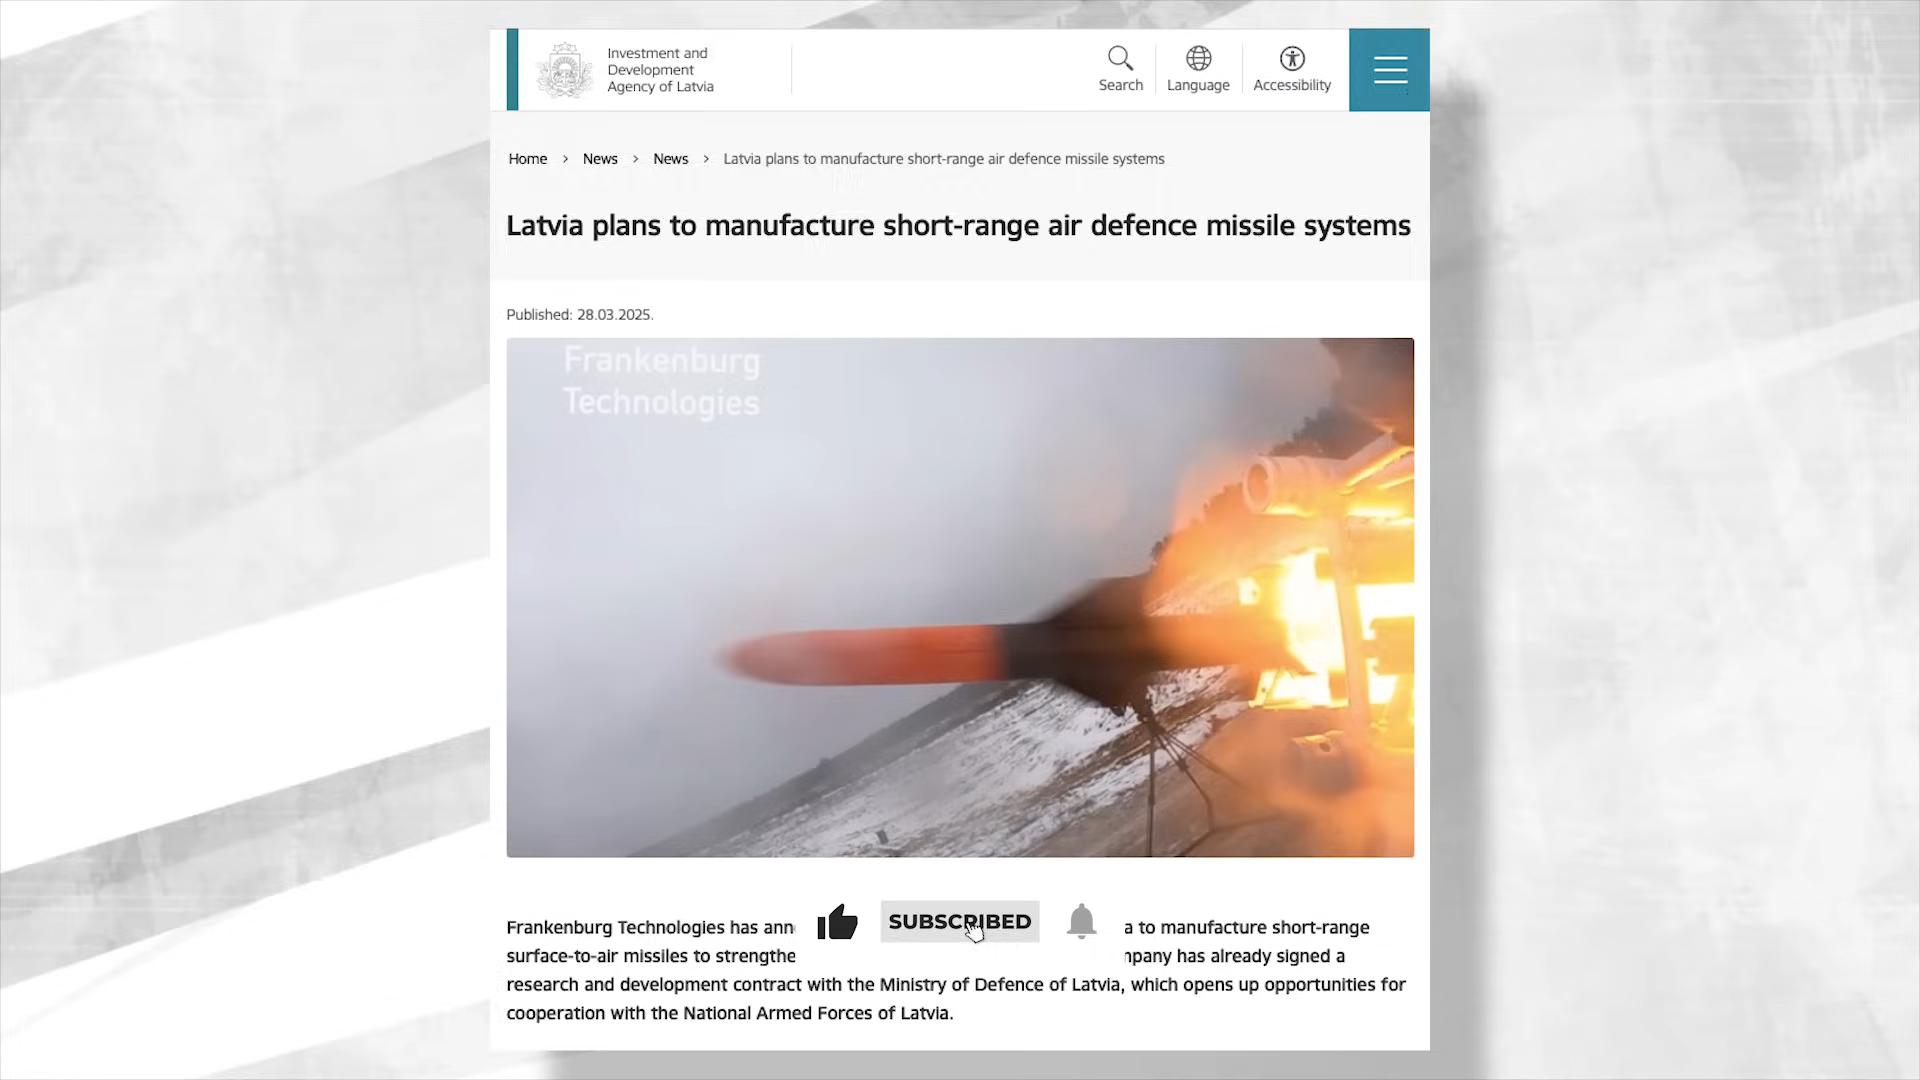 Investment and
Development
Agency of Latvia
Search
Language
Accessibility
Home > News > News > Latvia plans to manufacture short-range air defence missile systems
Latvia plans to manufacture short-range air defence missile systems
Published: 28.03.2025.
Frankenburg
Technologies
Frankenburg Technologies has a to manufacture short-range
surface-to-air missiles to has already signed a
research and development contract with the Ministry of Defence of Latvia, which opens up opportunities for
cooperation with the National Armed Forces of Latvia.
SUBSCRIBED